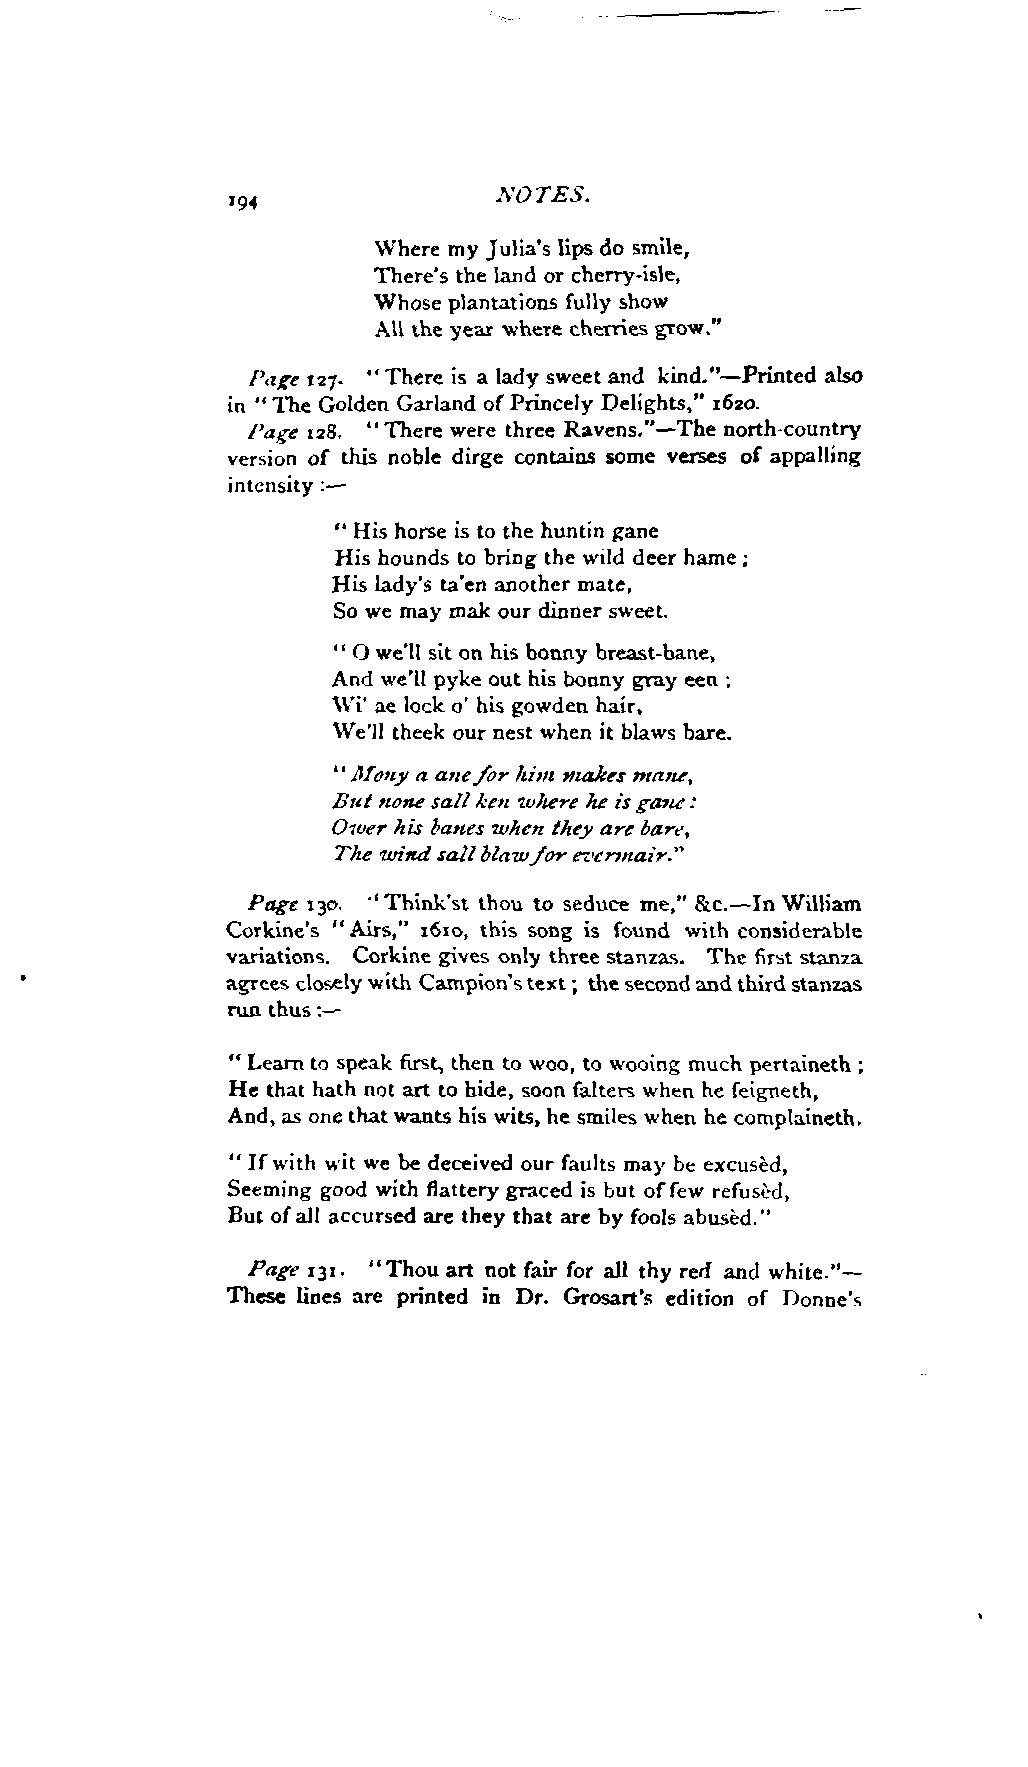 194 NOTES.
Where my Julia's lips do smile,
There's the land or cherry-isle,
Whose plantations fully show
All the year where cherries grow."
Page 127. "There is a lady sweet and kind."—Printed also
in "The Golden Garland of Princely Delights," 1620.
Page 128. "There were three Ravens."—The north-country
version of this noble dirge contains some verses of appalling
intensity :—
"His horse is to the huntin gane
His hounds to bring the wild deer hame ;
His lady's ta'en another mate,
So we may mak our dinner sweet.
"O we'll sit on his bonny breast-bane,
And we'll pyke out his bonny gray een ;
Wi' ae lock o' his gowden hair,
We'll theek our nest when it blaws bare.
"Mony a ane for him makes mane,
But none sall ken where he is gane :
Ower his banes when they are bare,
The wind sall blaw for evermair."
Page 130. "Think'st thou to seduce me," &c.—In William
Corkine's "Airs," 1610, this song is found with considerable
variations. Corkine gives only three stanzas. The first stanza
agrees closely with Campion's text ; the second and third stanzas
run thus :—
"Learn to speak first, then to woo, to wooing much pertaineth ;
He that hath not art to hide, soon falters when he feigneth,
And, as one that wants his wits, he smiles when he complaineth.
"If with wit we be deceived our faults may be excusèd,
Seeming good with flattery graced is but of few refusèd,
But of all accursed are they that are by fools abusèd."
Page 131. "Thou art not fair for all thy red and white."—
These lines are printed in Dr. Grosart's edition of Donne's